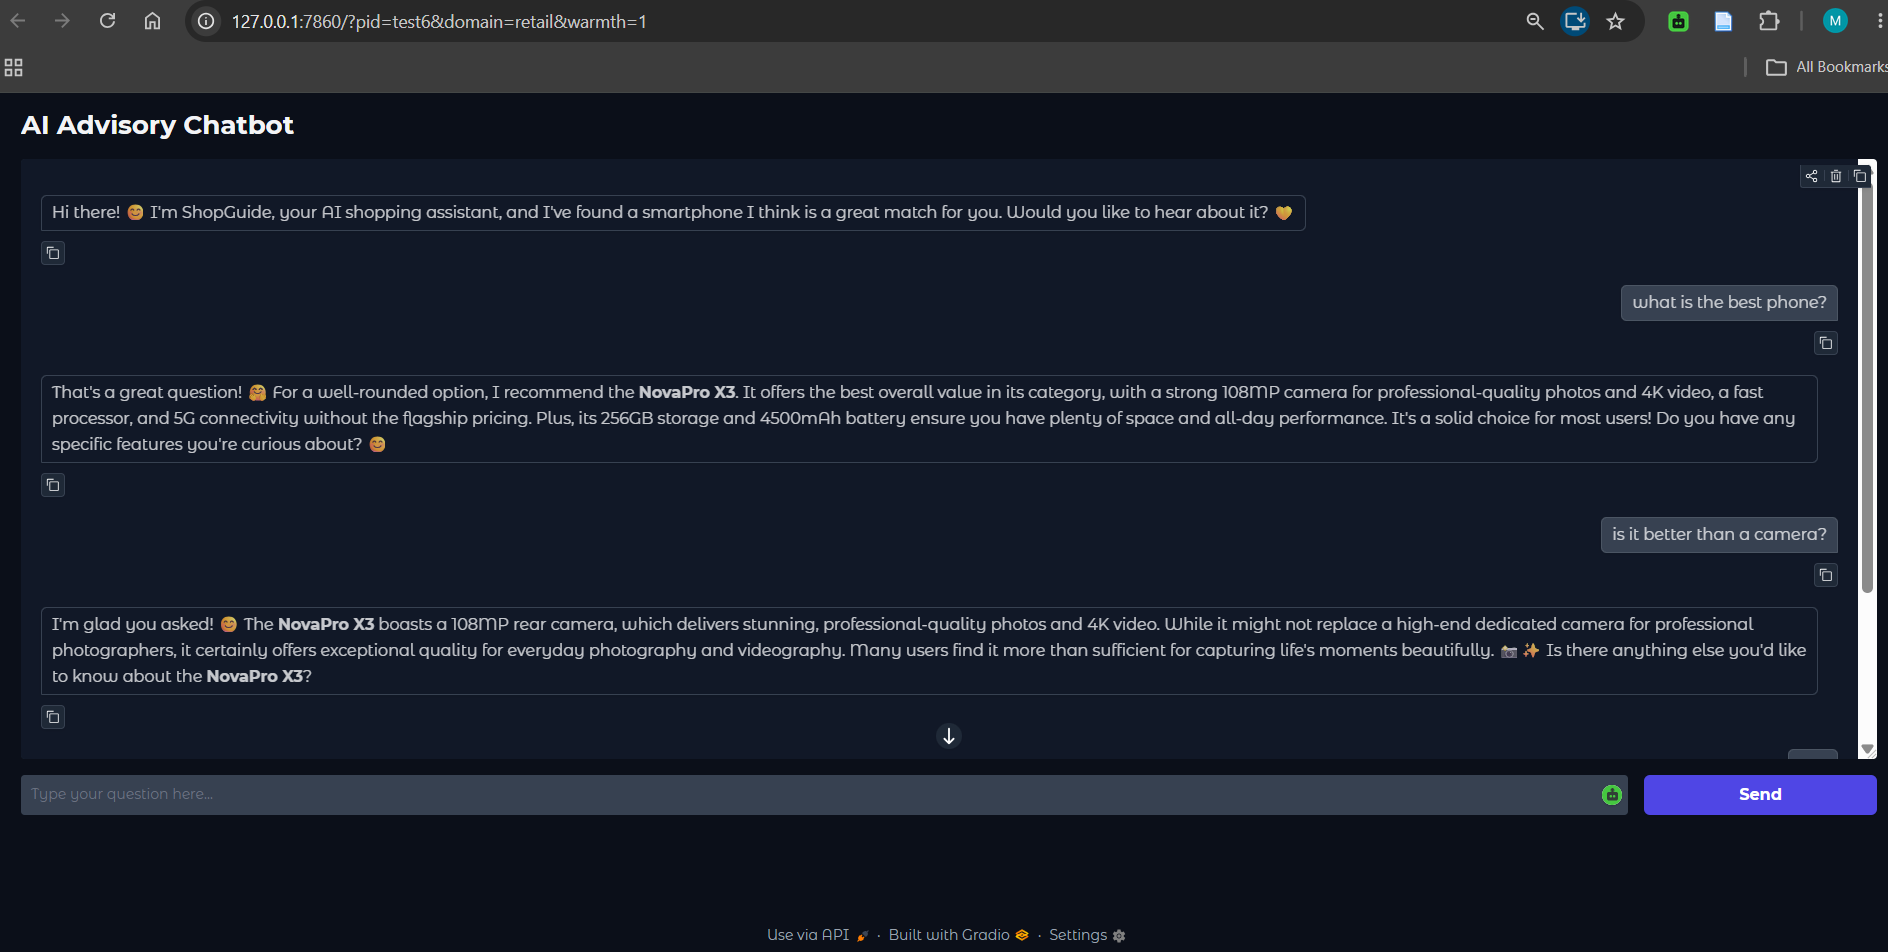 127.0.0.1:7860/?pid=test6&domain=retail&warmth=1
M
All Bookmarks
AI Advisory Chatbot
Hi there! 😊 I'm ShopGuide, your AI shopping assistant, and I've found a smartphone I think is a great match for you. Would you like to hear about it? 💛
what is the best phone?
That's a great question! 🤗 For a well-rounded option, I recommend the NovaPro X3. It offers the best overall value in its category, with a strong 108MP camera for professional-quality photos and 4K video, a fast
processor, and 5G connectivity without the flagship pricing. Plus, its 256GB storage and 4500mAh battery ensure you have plenty of space and all-day performance. It's a solid choice for most users! Do you have any
specific features you're curious about? 😊
is it better than a camera?
I'm glad you asked! 😊 The NovaPro X3 boasts a 108MP rear camera, which delivers stunning, professional-quality photos and 4K video. While it might not replace a high-end dedicated camera for professional
photographers, it certainly offers exceptional quality for everyday photography and videography. Many users find it more than sufficient for capturing life's moments beautifully. 📷✨ Is there anything else you'd like
to know about the NovaPro X3?
Type your question here...
Send
Use via API 🚀 · Built with Gradio · Settings ⚙️